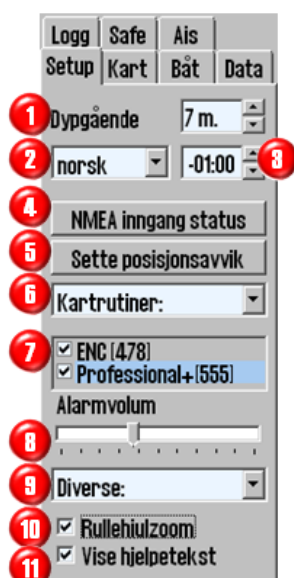 Logg Safe Ais
Setup Kart Båt Data
1 Dypgående 7 m.
2 norsk -01:00 3
4 NMEA inngang status
5 Sette posisjonsavvik
6 Kartrutiner:
7 ENC [478]
Professional+[555]
Alarmvolum
8
9 Diverse:
10 Rullehiulzoom
11 Vise hjelpetekst